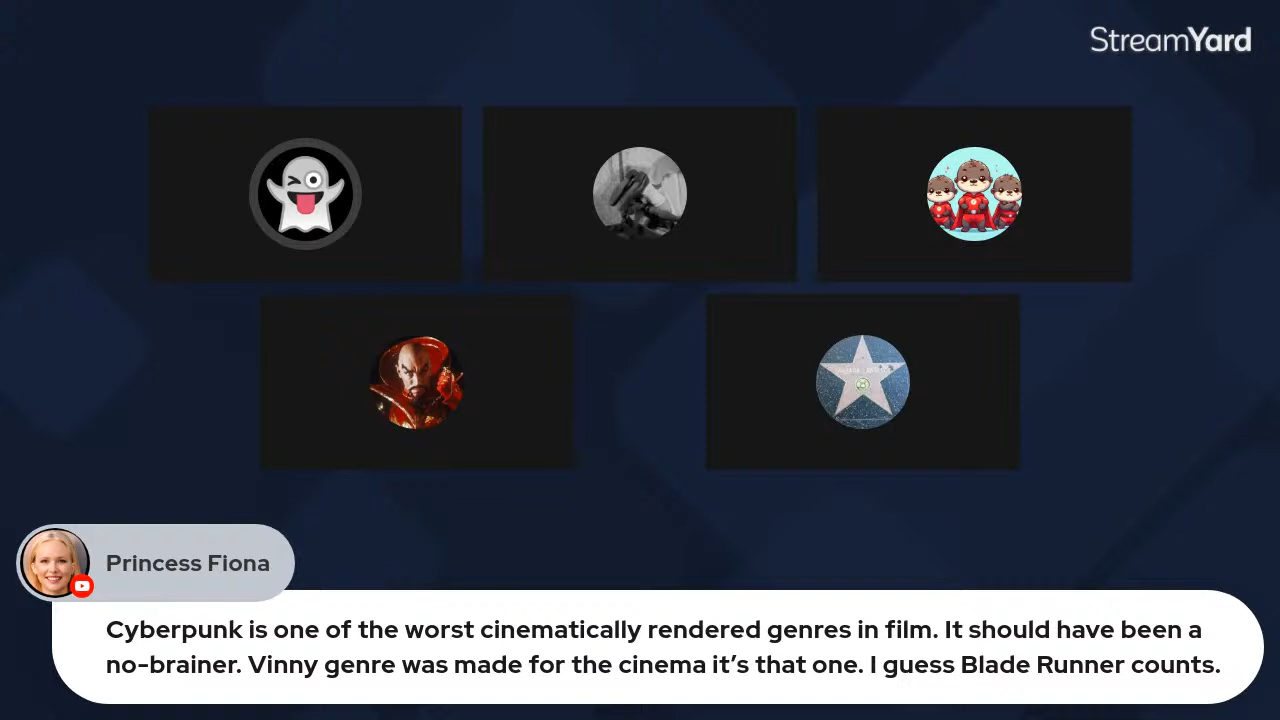 StreamYard
Princess Fiona
Cyberpunk is one of the worst cinematically rendered genres in film. It should have been a
no-brainer. Vinny genre was made for the cinema it’s that one. I guess Blade Runner counts.